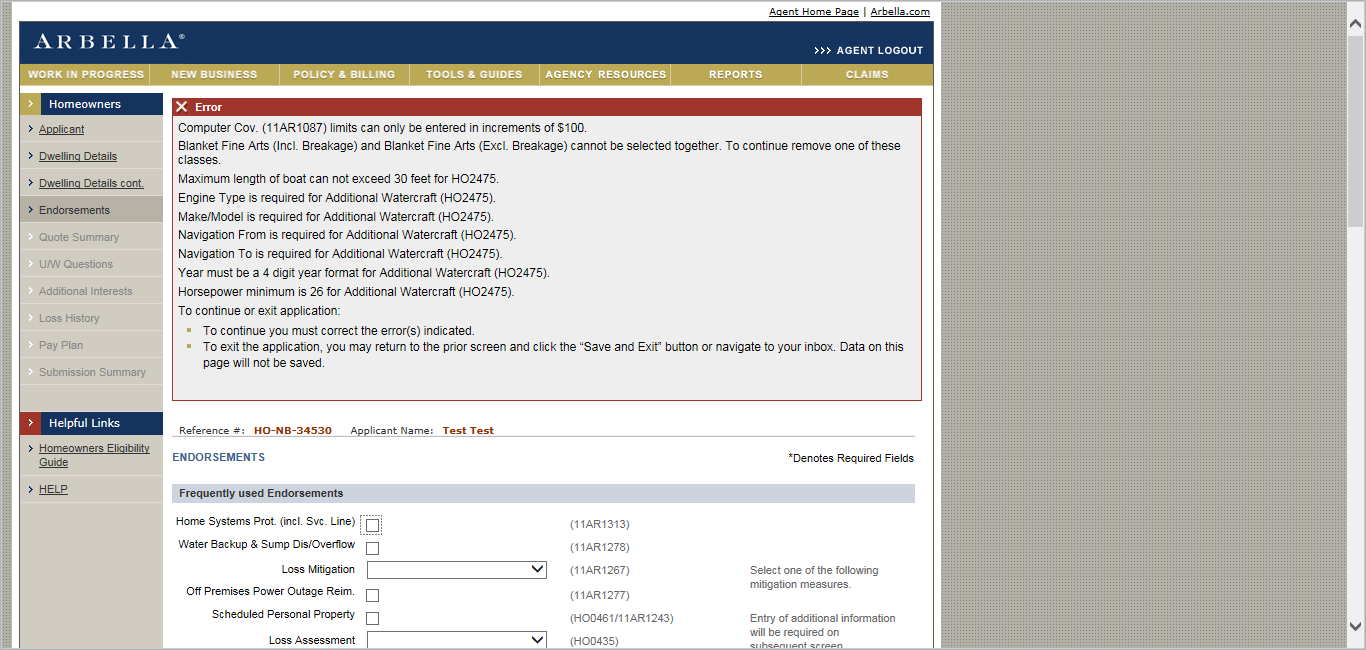 Agent Home Page | Arbella.com
ARBELLA®
>>> AGENT LOGOUT
WORK IN PROGRESS NEW BUSINESS POLICY & BILLING TOOLS & GUIDES AGENCY RESOURCES REPORTS CLAIMS
Homeowners
Applicant
Dwelling Details
Dwelling Details cont.
Endorsements
Quote Summary
U/W Questions
Additional Interests
Loss History
Pay Plan
Submission Summary
Helpful Links
Homeowners Eligibility
Guide
HELP
Error
Computer Cov. (11AR1087) limits can only be entered in increments of $100.
Blanket Fine Arts (Incl. Breakage) and Blanket Fine Arts (Excl. Breakage) cannot be selected together. To continue remove one of these
classes.
Maximum length of boat can not exceed 30 feet for HO2475.
Engine Type is required for Additional Watercraft (HO2475).
Make/Model is required for Additional Watercraft (HO2475).
Navigation From is required for Additional Watercraft (HO2475).
Navigation To is required for Additional Watercraft (HO2475).
Year must be a 4 digit year format for Additional Watercraft (HO2475).
Horsepower minimum is 26 for Additional Watercraft (HO2475).
To continue or exit application:
To continue you must correct the error(s) indicated.
To exit the application, you may return to the prior screen and click the “Save and Exit” button or navigate to your inbox. Data on this
page will not be saved.
Reference #: HO-NB-34530 Applicant Name: Test Test
ENDORSEMENTS
*Denotes Required Fields
Frequently used Endorsements
Home Systems Prot. (incl. Svc. Line) (11AR1313)
Water Backup & Sump Dis/Overflow (11AR1278)
Loss Mitigation (11AR1267) Select one of the following
mitigation measures.
Off Premises Power Outage Reim. (11AR1277)
Scheduled Personal Property (HO0461/11AR1243) Entry of additional information
will be required on
subsequent screen
Loss Assessment (HO0435)